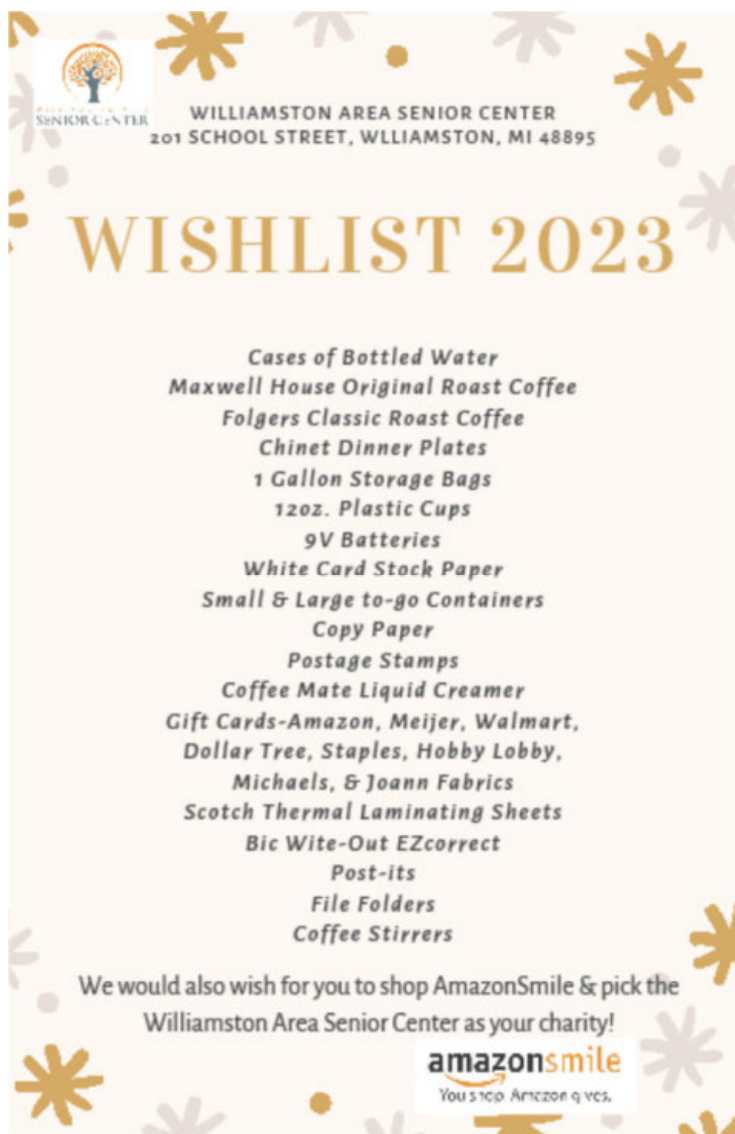 SENIOR CENTER
WILLIAMSTON AREA SENIOR CENTER
201 SCHOOL STREET, WLLIAMSTON, MI 48895
WISHLIST 2023
Cases of Bottled Water
Maxwell House Original Roast Coffee
Folgers Classic Roast Coffee
Chinet Dinner Plates
1 Gallon Storage Bags
12oz. Plastic Cups
9V Batteries
White Card Stock Paper
Small & Large to-go Containers
Copy Paper
Postage Stamps
Coffee Mate Liquid Creamer
Gift Cards-Amazon, Meijer, Walmart,
Dollar Tree, Staples, Hobby Lobby,
Michaels, & Joann Fabrics
Scotch Thermal Laminating Sheets
Bic Wite-Out EZcorrect
Post-its
File Folders
Coffee Stirrers
We would also wish for you to shop AmazonSmile & pick the
Williamston Area Senior Center as your charity!
amazonsmile
You shop. Amazon gives.